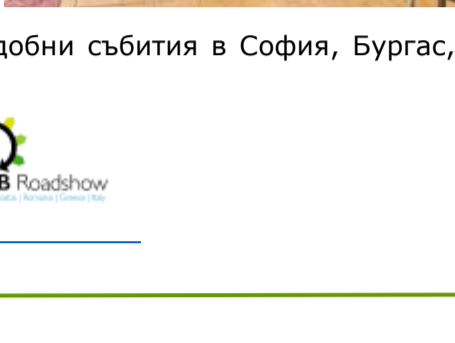 добни събития в София, Бургас,
B Roadshow
| Romania | Greece | Italy